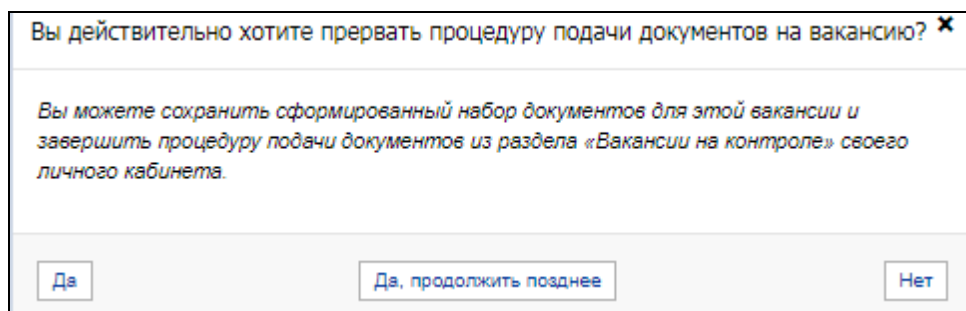 Вы действительно хотите прервать процедуру подачи документов на вакансию? ✖
Вы можете сохранить сформированный набор документов для этой вакансии и
завершить процедуру подачи документов из раздела «Вакансии на контроле» своего
личного кабинета.
Да Да, продолжить позднее Нет